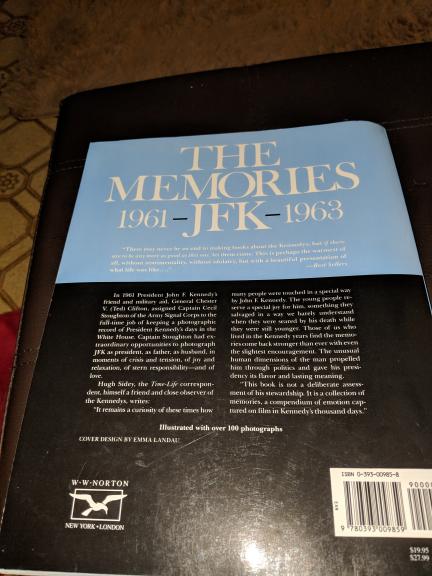 THE
MEMORIES
1961–JFK–1963
"There may never be an end to making books about the Kennedys, but if there
are to be any more as good as this one, let them come. This is perhaps the warmest of
all, without sentimentality, without idolatry, but with a beautiful presentation of
what life was like...."
—Best Sellers
In 1961 President John F. Kennedy's
friend and military aid, General Chester
V. (Ted) Clifton, assigned Captain Cecil
Stoughton of the Army Signal Corps to the
full-time job of keeping a photographic
record of President Kennedy's days in the
White House. Captain Stoughton had ex-
traordinary opportunities to photograph
JFK as president, as father, as husband, in
moments of crisis and tension, of joy and
relaxation, of stern responsibility—and of
love.
Hugh Sidey, the Time-Life correspon-
dent, himself a friend and close observer of
the Kennedys, writes:
"It remains a curiosity of these times how
many people were touched in a special way
by John F. Kennedy. The young people re-
serve a special joy for him, something they
salvaged in a way we barely understand
when they were seared by his death while
they were still younger. Those of us who
lived in the Kennedy years find the memo-
ries come back stronger than ever with even
the slightest encouragement. The unusual
human dimensions of the man propelled
him through politics and gave his presi-
dency its flavor and lasting meaning.
"This book is not a deliberate assess-
ment of his stewardship. It is a collection of
memories, a compendium of emotion cap-
tured on film in Kennedy's thousand days."
Illustrated with over 100 photographs
COVER DESIGN BY EMMA LANDAU
W·W·NORTON
NEW YORK • LONDON
ISBN 0-393-00985-8
9000
9 780393 009859
$19.95
$27.99